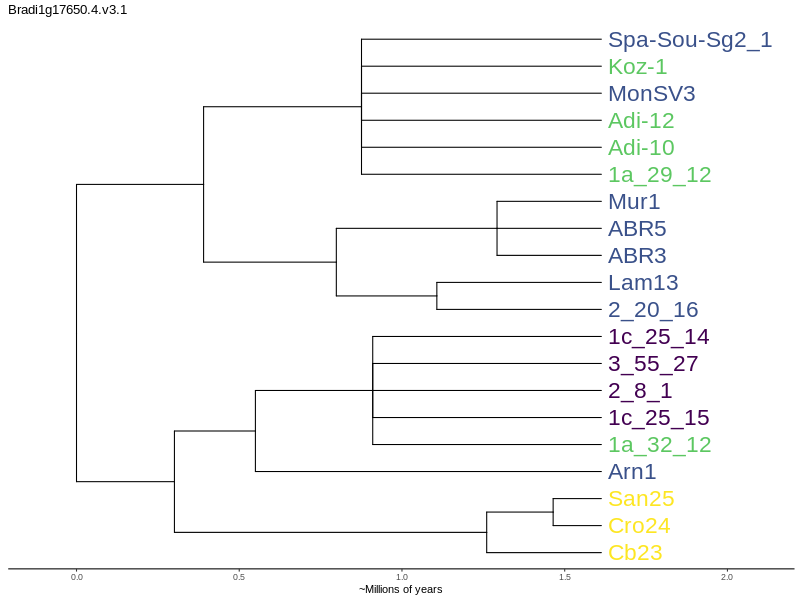 Bradi1g17650.4.v3.1
Spa-Sou-Sg2_1
Koz-1
MonSV3
Adi-12
Adi-10
1a_29_12
Mur1
ABR5
ABR3
Lam13
2_20_16
1c_25_14
3_55_27
2_8_1
1c_25_15
1a_32_12
Arn1
San25
Cro24
Cb23
0.0 0.5 1.0 1.5 2.0
~Millions of years